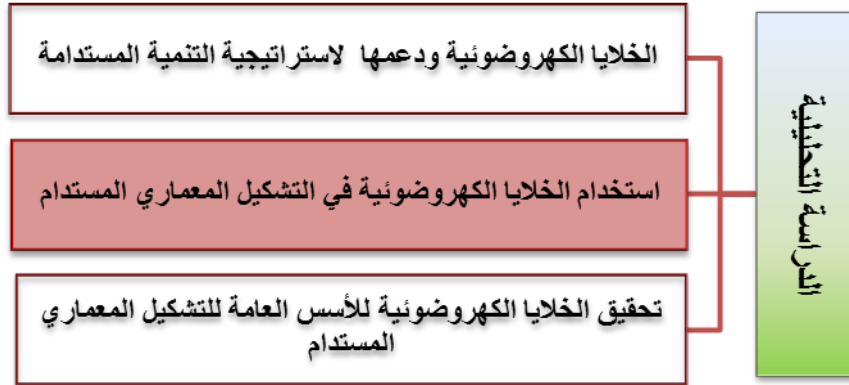 الدراسة التحليلية
الخلايا الكهروضوئية ودعمها لاستراتيجية التنمية المستدامة
استخدام الخلايا الكهروضوئية في التشكيل المعماري المستدام
تحقيق الخلايا الكهروضوئية للأسس العامة للتشكيل المعماري
المستدام